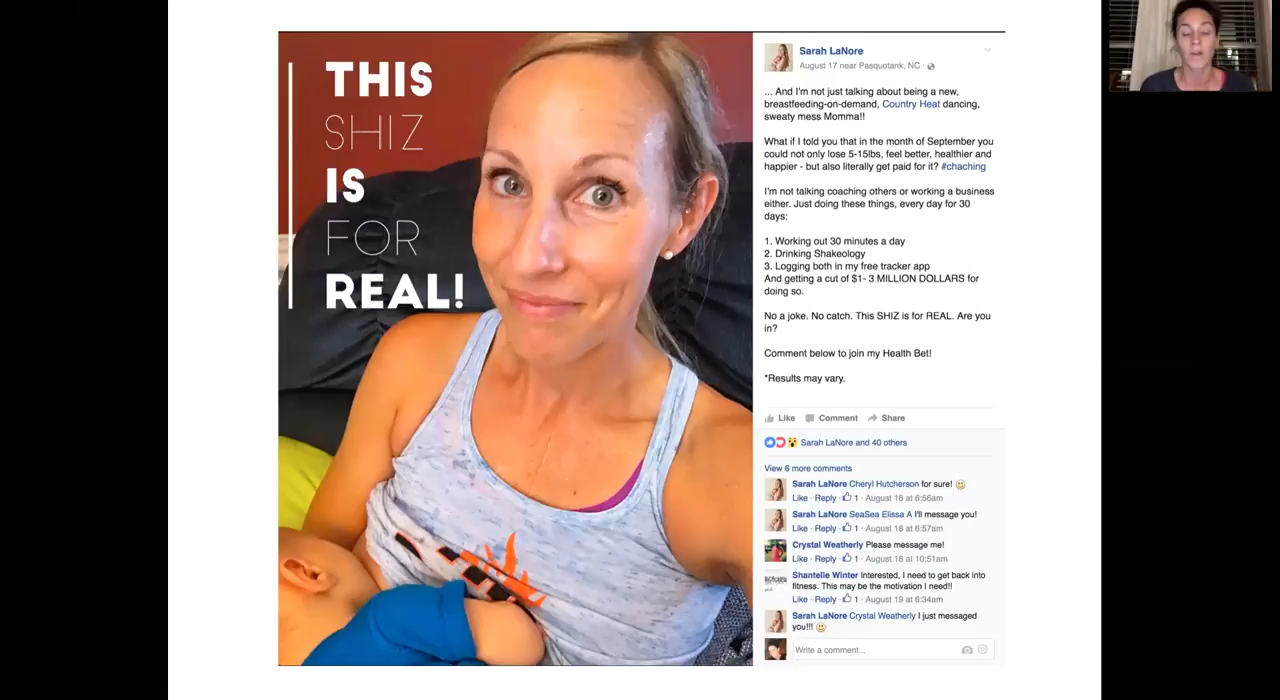 THIS
SHIZ
IS
FOR
REAL!
Sarah LaNore
August 17 near Pasquotank, NC ·
... And I'm not just talking about being a new,
breastfeeding-on-demand, Country Heat dancing,
sweaty mess Momma!!
What if I told you that in the month of September you
could not only lose 5-15lbs, feel better, healthier and
happier - but also literally get paid for it? #chaching
I'm not talking coaching others or working a business
either. Just doing these things, every day for 30
days:
1. Working out 30 minutes a day
2. Drinking Shakeology
3. Logging both in my free tracker app
And getting a cut of $1- 3 MILLION DOLLARS for
doing so.
No a joke. No catch. This SHIZ is for REAL. Are you
in?
Comment below to join my Health Bet!
*Results may vary.
Like Comment Share
Sarah LaNore and 40 others
View 6 more comments
Sarah LaNore Cheryl Hutcherson for sure!
Like · Reply · 1 · August 18 at 6:56am
Sarah LaNore SeaSea Elissa A I'll message you!
Like · Reply · 1 · August 18 at 6:57am
Crystal Weatherly Please message me!
Like · Reply · 1 · August 18 at 10:51am
Shantelle Winter Interested, I need to get back into
fitness. This may be the motivation I need!!
Like · Reply · 1 · August 19 at 6:34am
Sarah LaNore Crystal Weatherly I just messaged
you!!!
Write a comment...